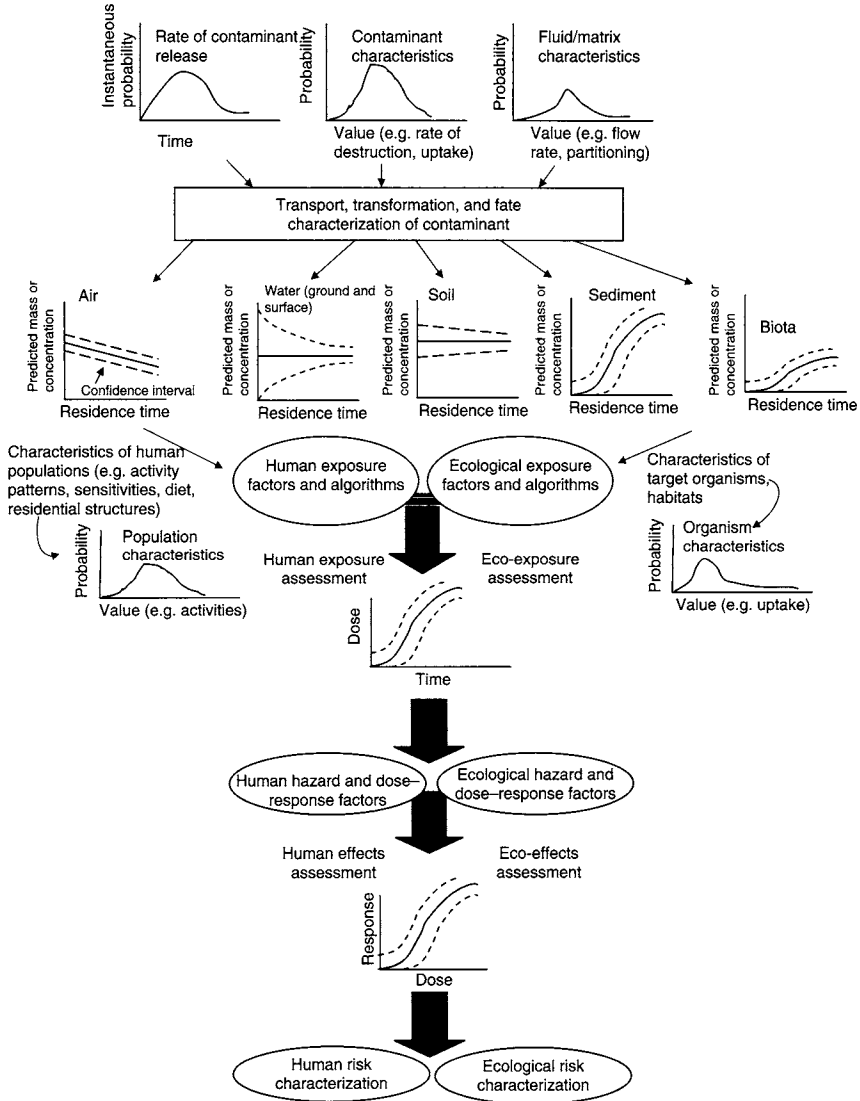 Instantaneous
probability
Rate of contaminant
release
Time
Probability
Contaminant
characteristics
Value (e.g. rate of
destruction, uptake)
Probability
Fluid/matrix
characteristics
Value (e.g. flow
rate, partitioning)
Transport, transformation, and fate
characterization of contaminant
Predicted mass or
concentration
Air
Confidence interval
Residence time
Predicted mass or
concentration
Water (ground and
surface)
Residence time
Predicted mass or
concentration
Soil
Residence time
Predicted mass or
concentration
Sediment
Residence time
Predicted mass or
concentration
Biota
Residence time
Characteristics of human
populations (e.g. activity
patterns, sensitivities, diet,
residential structures)
Human exposure
factors and algorithms
Ecological exposure
factors and algorithms
Characteristics of
target organisms,
habitats
Probability
Population
characteristics
Value (e.g. activities)
Human exposure
assessment
Eco-exposure
assessment
Probability
Organism
characteristics
Value (e.g. uptake)
Dose
Time
Human hazard and dose–
response factors
Ecological hazard and
dose–response factors
Human effects
assessment
Eco-effects
assessment
Response
Dose
Human risk
characterization
Ecological risk
characterization